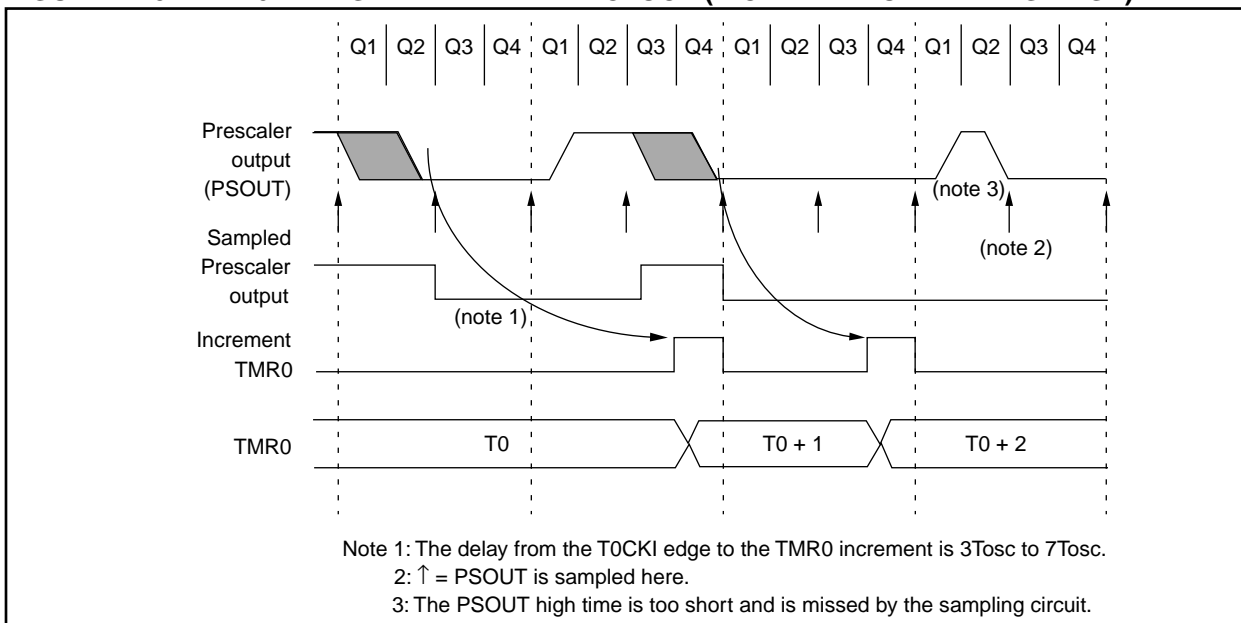 Q1 Q2 Q3 Q4 Q1 Q2 Q3 Q4 Q1 Q2 Q3 Q4 Q1 Q2 Q3 Q4
Prescaler
output
(PSOUT)
(note 3)
Sampled
Prescaler
output
(note 2)
(note 1)
Increment
TMR0
TMR0
T0
T0 + 1
T0 + 2
Note 1: The delay from the T0CKI edge to the TMR0 increment is 3Tosc to 7Tosc.
2: ↑ = PSOUT is sampled here.
3: The PSOUT high time is too short and is missed by the sampling circuit.